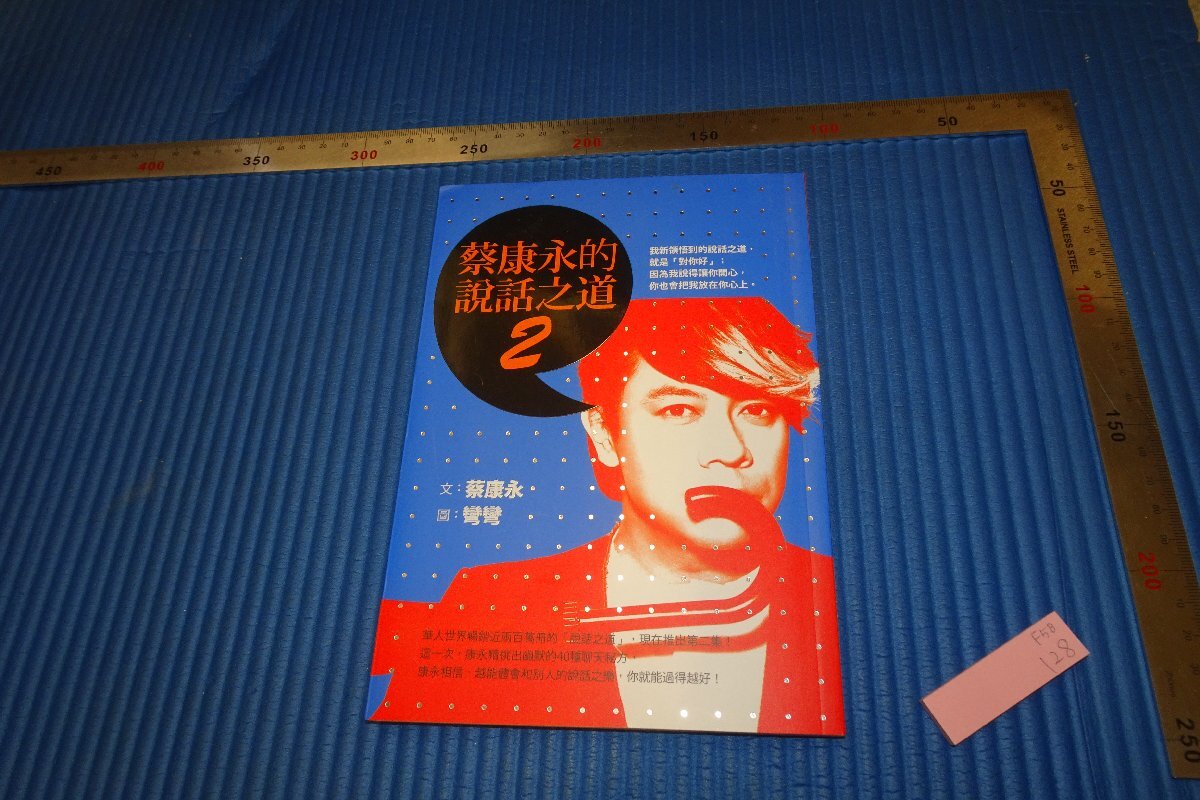 450 400 350 300 250 200 150 100 50
50
STAINLESS STEEL
100
150
200
250
蔡康永的
說話之道
2
我新領悟到的說話之道，
就是「對你好」；
因為我說得讓你開心，
你也會把我放在你心上。
文：蔡康永
圖：彎彎
華人世界暢銷近兩百萬冊的「說話之道」，現在推出第二集！
這一次，康永精挑出幽默的40種聊天魅力，
康永相信，越能體會和別人的說話之樂，你就能過得越好！
F58
128